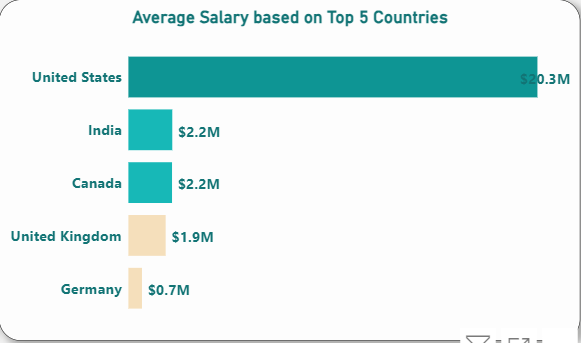 Average Salary based on Top 5 Countries
United States $20.3M
India $2.2M
Canada $2.2M
United Kingdom $1.9M
Germany $0.7M